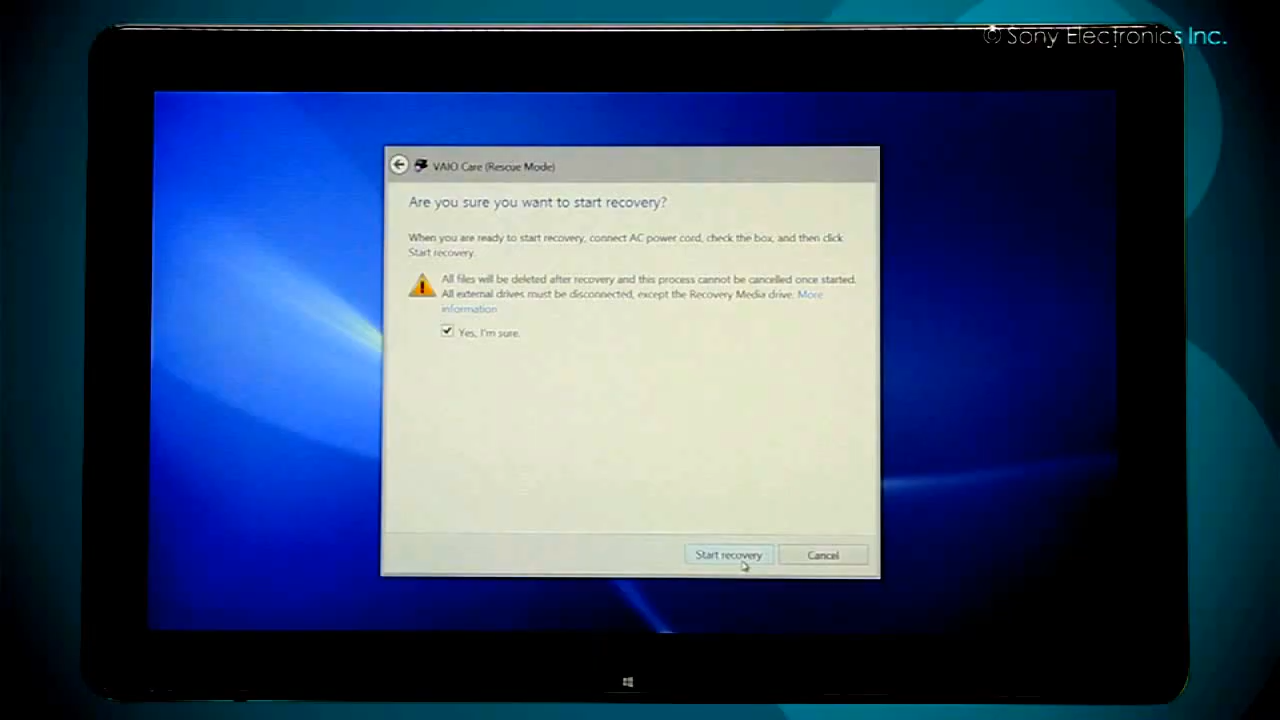 © Sony Electronics Inc.
VAIO Care (Rescue Mode)
Are you sure you want to start recovery?
When you are ready to start recovery, connect AC power cord, check the box, and then click
Start recovery.
All files will be deleted after recovery and this process cannot be cancelled once started.
All external drives must be disconnected, except the Recovery Media drive. More
information
Yes, I'm sure.
Start recovery
Cancel